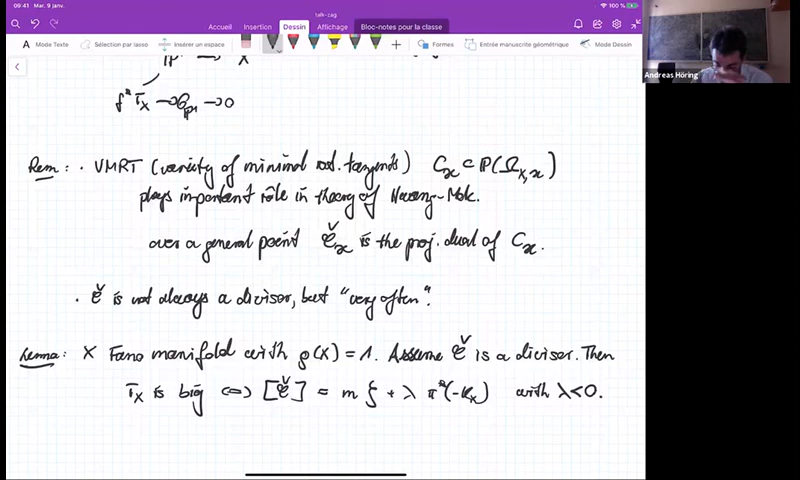 09:41 Mar. 9 janv.
talk-zag
100 %
Accueil Insertion Dessin Affichage Bloc-notes pour la classe
A Mode Texte Sélection par lasso Insérer un espace Formes Entrée manuscrite géométrique Mode Dessin
Andreas Höring
f* T_X → O_P1 → 0
Rem: · VMRT (variety of minimal rat. tangents) C_x ⊂ P(Ω_X,x)
plays important rôle in theory of Hwang-Mok.
over a general point Č_x is the proj. dual of C_x.
· Č is not always a divisor, but "very often".
Lemma: X Fano manifold with ρ(X) = 1. Assume Č is a divisor. Then
T_X is big ⇔ [Č] = m ξ + λ π*(-K_X) with λ<0.